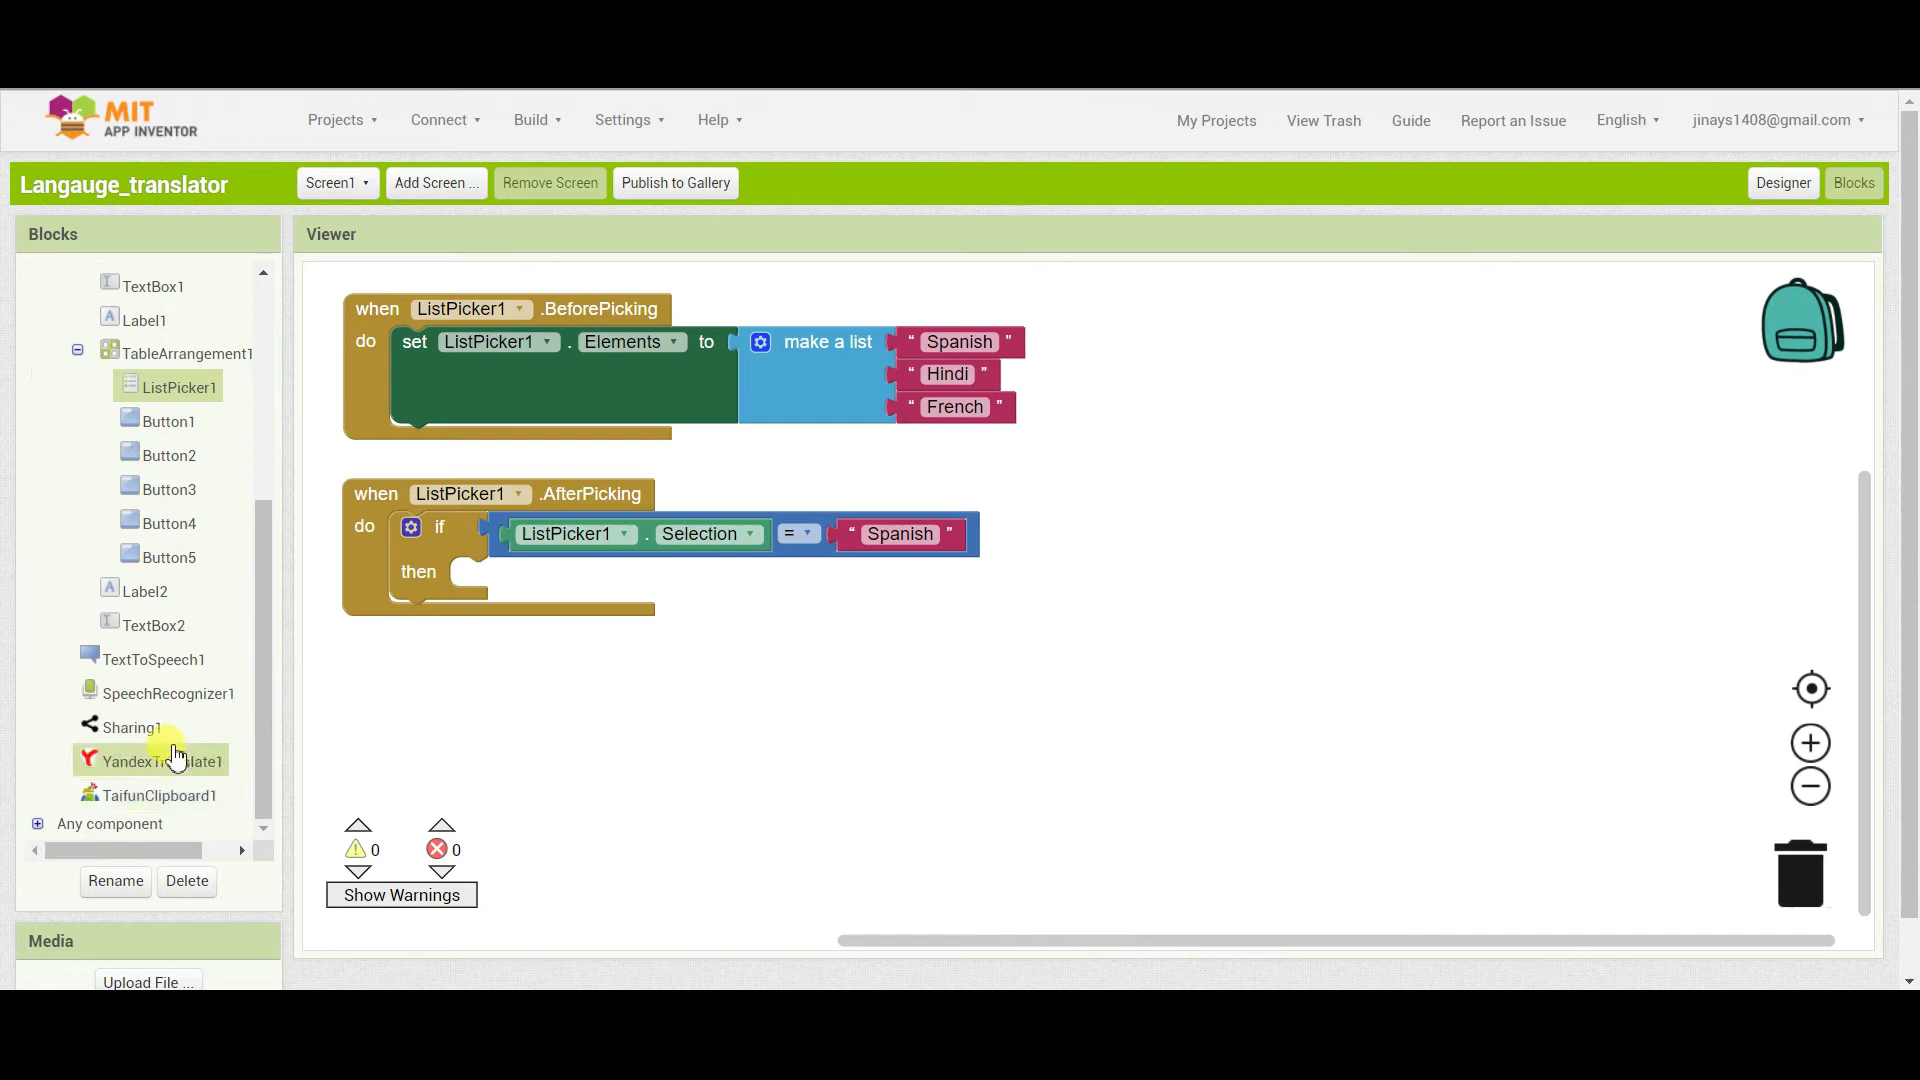 MIT
APP INVENTOR
Projects
Connect
Build
Settings
Help
My Projects
View Trash
Guide
Report an Issue
English
jinays1408@gmail.com
Langauge_translator
Screen1
Add Screen ...
Remove Screen
Publish to Gallery
Designer
Blocks
Blocks
TextBox1
Label1
TableArrangement1
ListPicker1
Button1
Button2
Button3
Button4
Button5
Label2
TextBox2
TextToSpeech1
SpeechRecognizer1
Sharing1
YandexTranslate1
TaifunClipboard1
Any component
Rename
Delete
Media
Upload File ...
Viewer
when ListPicker1 .BeforePicking
do set ListPicker1 . Elements to make a list “ Spanish ”
“ Hindi ”
“ French ”
when ListPicker1 .AfterPicking
do if ListPicker1 . Selection = “ Spanish ”
then
0
0
Show Warnings